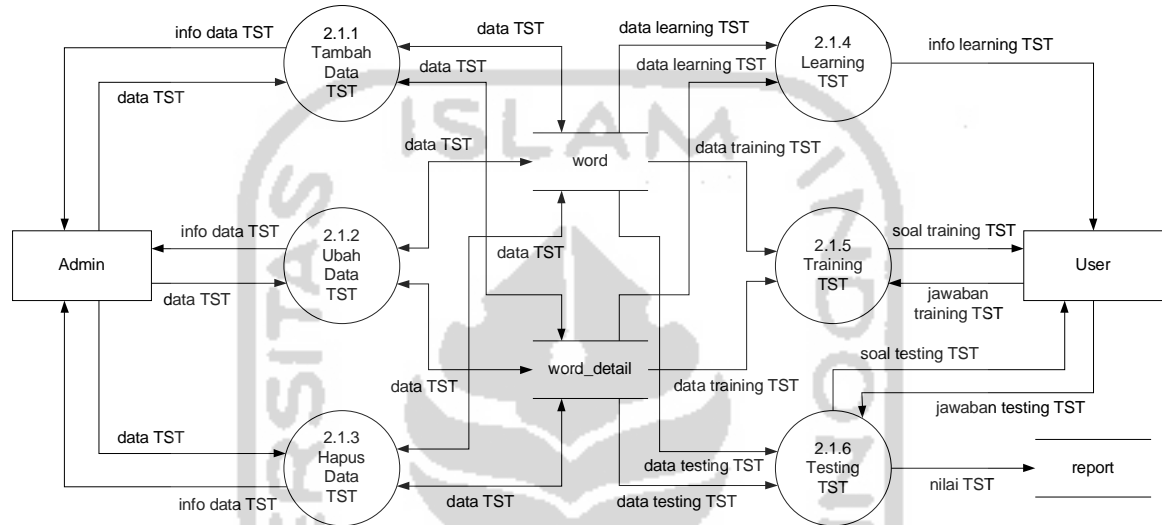 info data TST
2.1.1
Tambah
Data
TST
data TST
data TST
data TST
data learning TST
data learning TST
2.1.4
Learning
TST
info learning TST
ISLAM
data TST
word
data training TST
info data TST
Admin
data TST
2.1.2
Ubah
Data
TST
data TST
2.1.5
Training
TST
soal training TST
User
jawaban
training TST
word_detail
data TST
data training TST
soal testing TST
jawaban testing TST
data TST
info data TST
2.1.3
Hapus
Data
TST
data TST
data testing TST
data testing TST
2.1.6
Testing
TST
nilai TST
report
ERSITAS
INDON